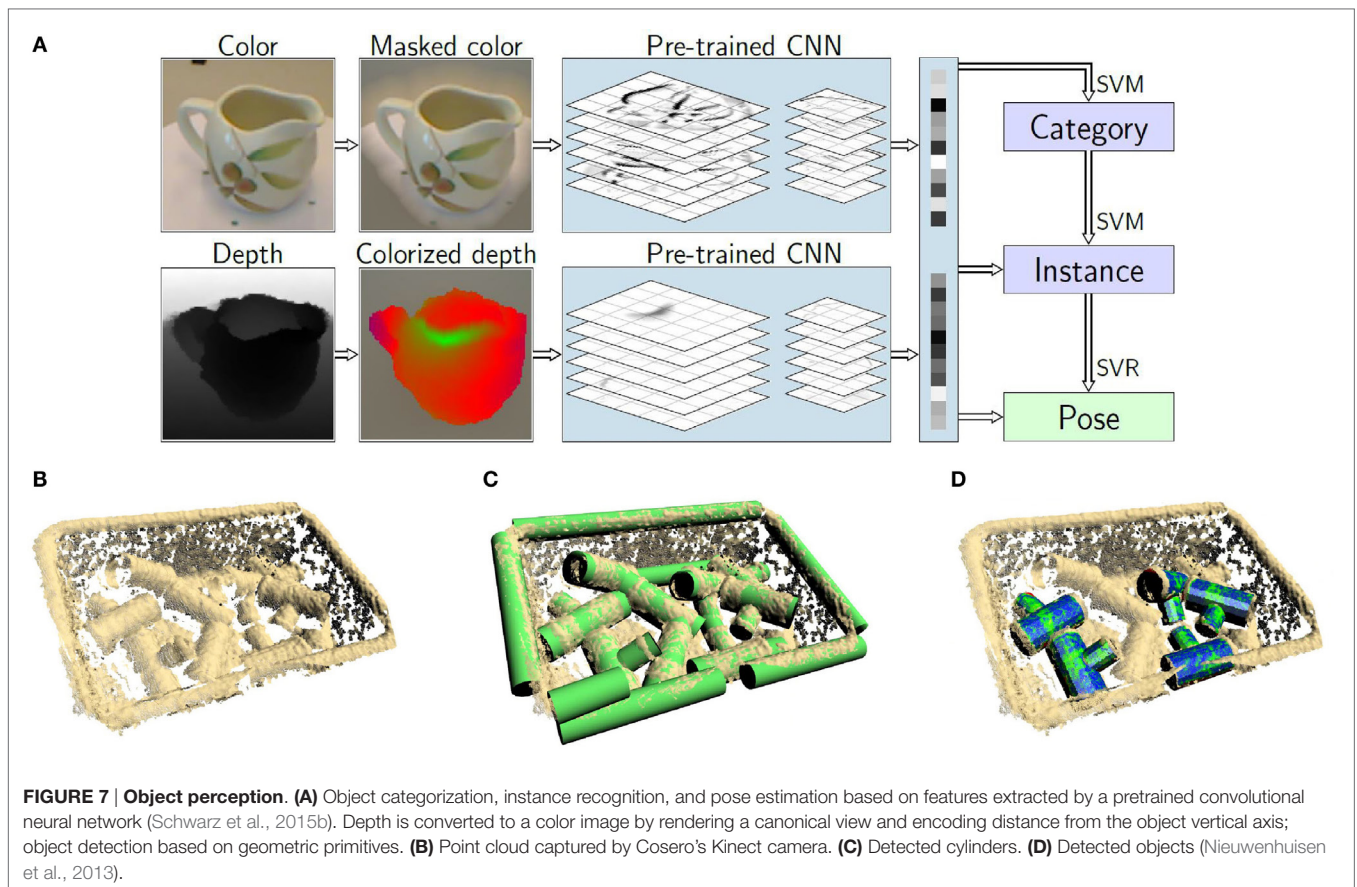 A
Color
Masked color
Pre-trained CNN
SVM
Category
SVM
Depth
Colorized depth
Pre-trained CNN
Instance
SVR
Pose
B
C
D
FIGURE 7 | Object perception. (A) Object categorization, instance recognition, and pose estimation based on features extracted by a pretrained convolutional
neural network (Schwarz et al., 2015b). Depth is converted to a color image by rendering a canonical view and encoding distance from the object vertical axis;
object detection based on geometric primitives. (B) Point cloud captured by Cosero’s Kinect camera. (C) Detected cylinders. (D) Detected objects (Nieuwenhuisen
et al., 2013).